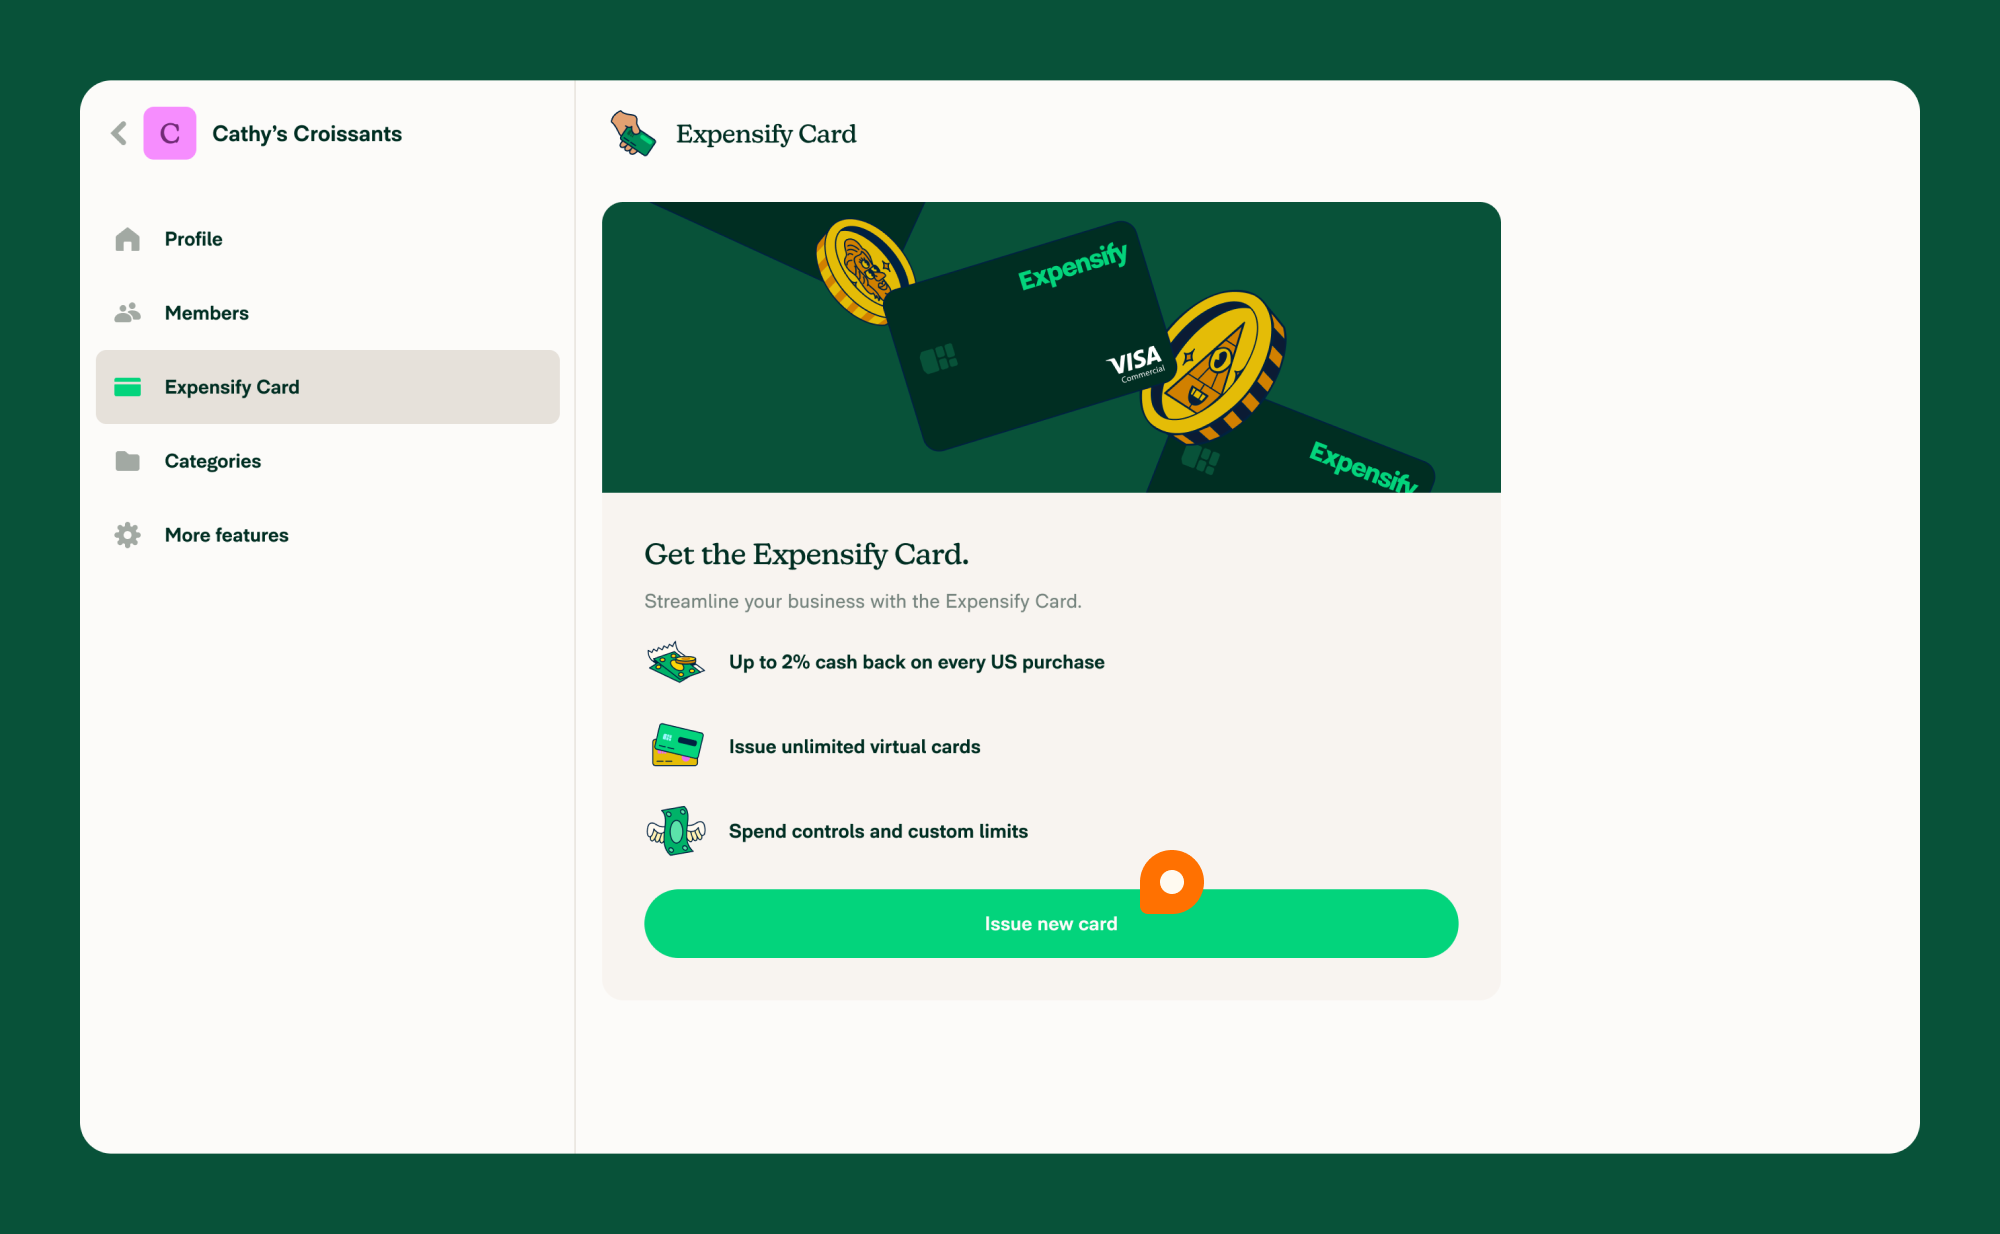 C
Cathy’s Croissants
Profile
Members
Expensify Card
Categories
More features
Expensify Card
Expensify
VISA
Commercial
Expensify
Get the Expensify Card.
Streamline your business with the Expensify Card.
Up to 2% cash back on every US purchase
Issue unlimited virtual cards
Spend controls and custom limits
Issue new card